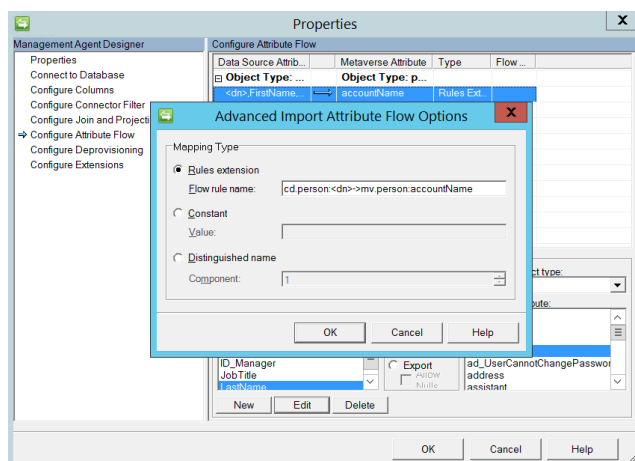 Properties
X
Management Agent Designer
Properties
Connect to Database
Configure Columns
Configure Connector Filter
Configure Join and Projecti
Configure Attribute Flow
Configure Deprovisioning
Configure Extensions
Configure Attribute Flow
Data Source Attrib... Metaverse Attribute Type Flow ...
Object Type: ... Object Type: p...
<dn>,FirstName,... accountName Rules Ext...
Advanced Import Attribute Flow Options
X
Mapping Type
Rules extension
Flow rule name: cd.person:<dn>->mv.person:accountName
Constant
Value:
Distinguished name
Component: 1
OK Cancel Help
ct type:
bute:
ID_Manager
JobTitle
LastName
Export
Allow
Nulls
ad_UserCannotChangePasswor
address
assistant
New Edit Delete
OK Cancel Help